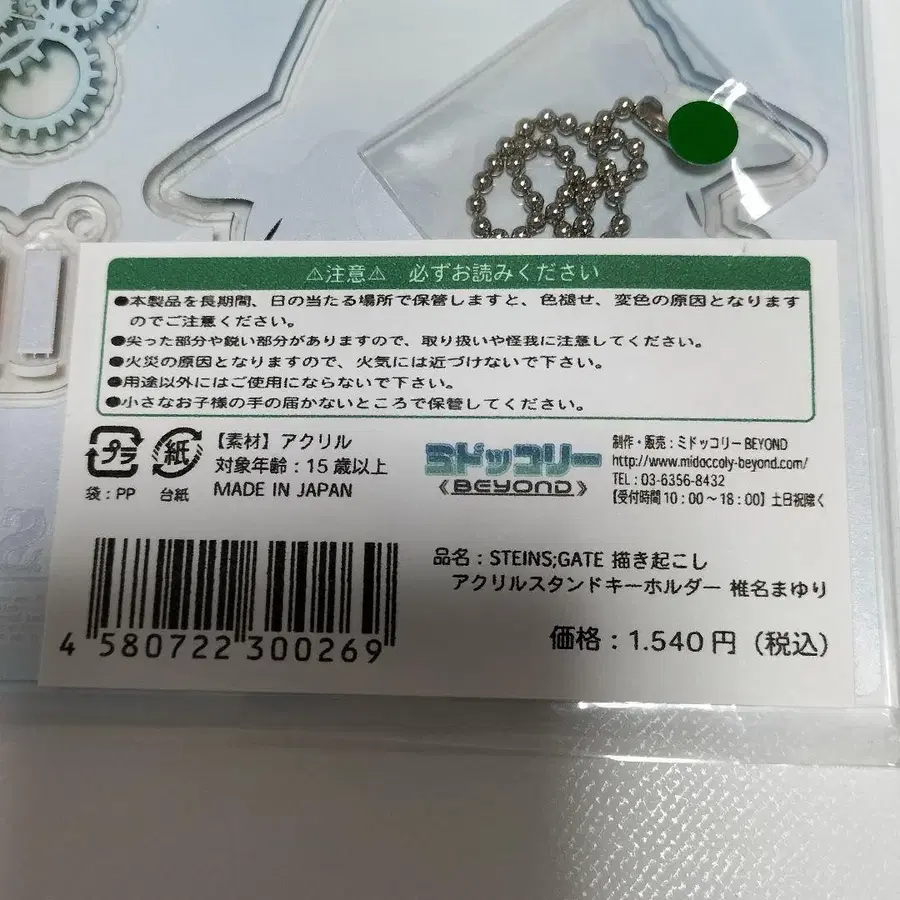 ⚠注意⚠ 必ずお読みください
●本製品を長期間、日の当たる場所で保管しますと、色褪せ、変色の原因となります
のでご注意ください。
●尖った部分や鋭い部分がありますので、取り扱いや怪我に注意してください。
●火災の原因となりますので、火気には近づけないで下さい。
●用途以外にはご使用にならないで下さい。
●小さなお子様の手の届かないところで保管してください。
プラ
袋：PP
紙
台紙
【素材】アクリル
対象年齢：15歳以上
MADE IN JAPAN
ミドッコリー
《BEYOND》
制作・販売：ミドッコリーBEYOND
http://www.midoccoly-beyond.com/
TEL：03-6356-8432
【受付時間10：00～18：00】土日祝除く
4 580722 300269
品名：STEINS;GATE 描き起こし
アクリルスタンドキーホルダー 椎名まゆり
価格：1.540円（税込）